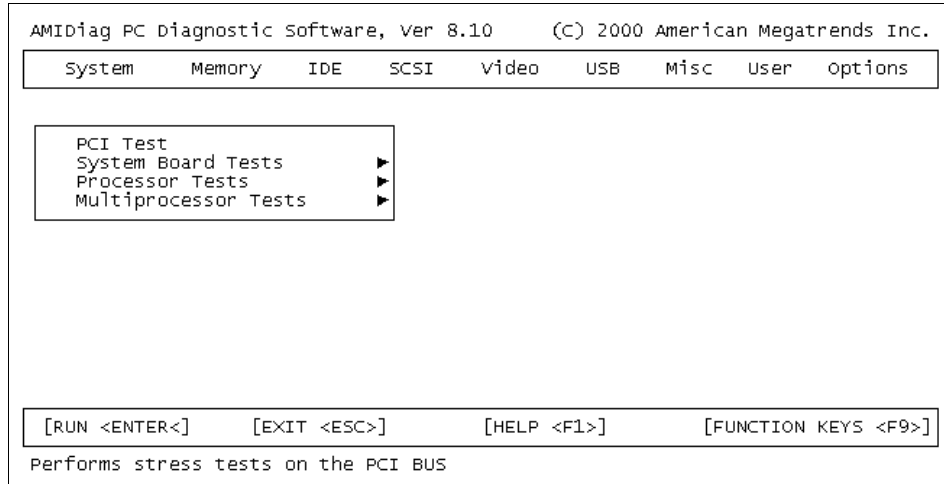 AMIDiag PC Diagnostic Software, Ver 8.10 (C) 2000 American Megatrends Inc.
System Memory IDE SCSI Video USB Misc User Options
PCI Test
System Board Tests ►
Processor Tests ►
Multiprocessor Tests ►
[RUN <ENTER<] [EXIT <ESC>] [HELP <F1>] [FUNCTION KEYS <F9>]
Performs stress tests on the PCI BUS